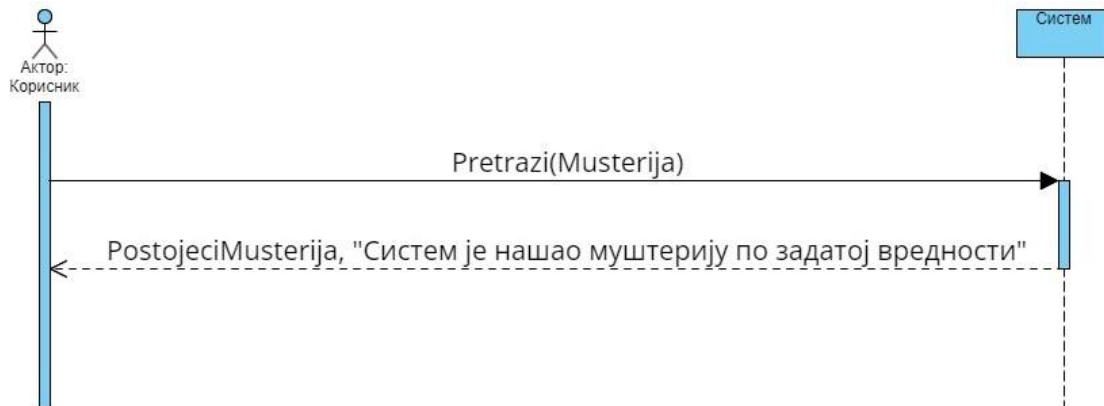 Актор:
Корисник
Систем
Pretrazi(Musterija)
PostojeciMusterija, "Систем је нашао муштерију по задатој вредности"